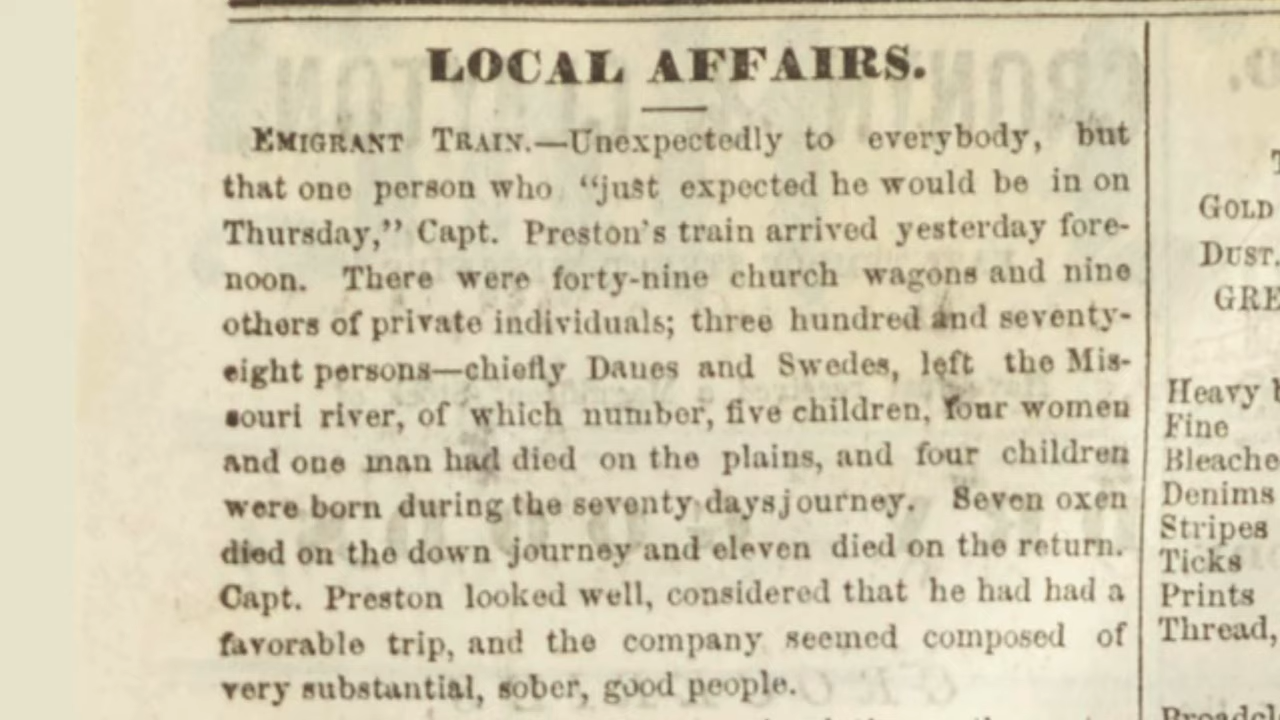 LOCAL AFFAIRS.
EMIGRANT TRAIN.—Unexpectedly to everybody, but
that one person who “just expected he would be in on
Thursday,” Capt. Preston's train arrived yesterday fore-
noon. There were forty-nine church wagons and nine
others of private individuals; three hundred and seventy-
eight persons—chiefly Danes and Swedes, left the Mis-
souri river, of which number, five children, four women
and one man had died on the plains, and four children
were born during the seventy days journey. Seven oxen
died on the down journey and eleven died on the return.
Capt. Preston looked well, considered that he had had a
favorable trip, and the company seemed composed of
very substantial, sober, good people.
GOLD
DUST.
GRE
Heavy
Fine
Bleache
Denims
Stripes
Ticks
Prints
Thread,